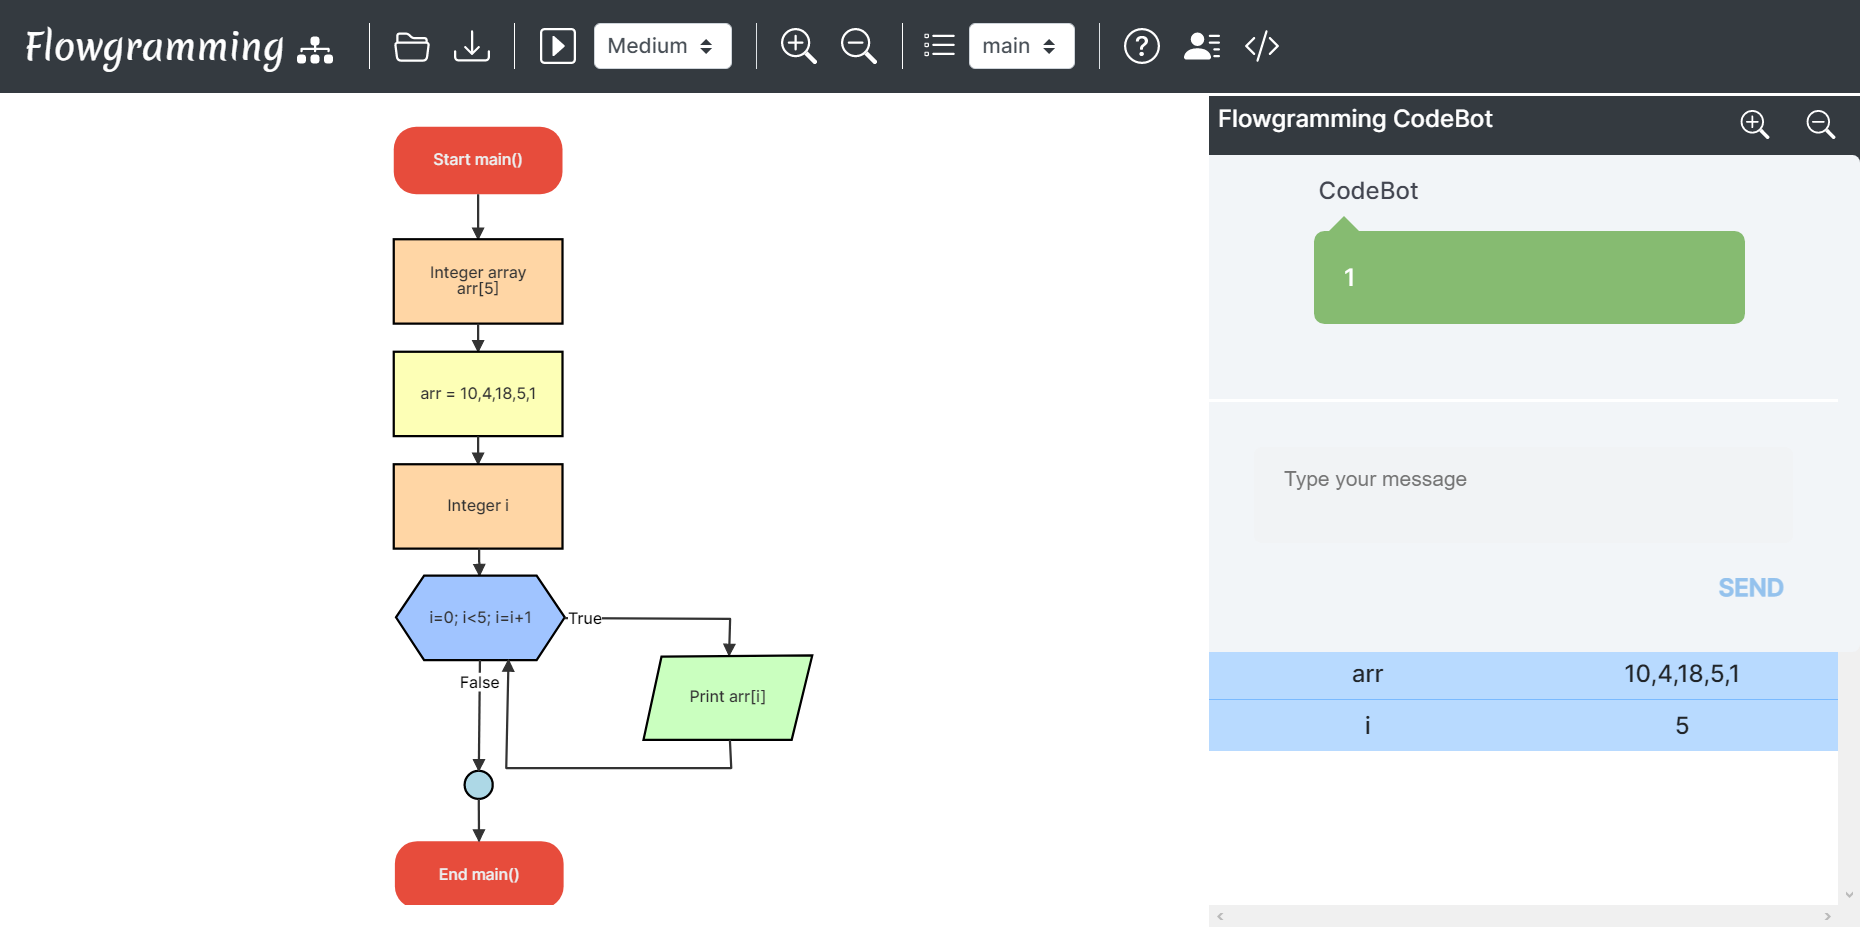 Flowgramming
Medium
main
Start main()
Integer array
arr[5]
arr = 10,4,18,5,1
Integer i
i=0; i<5; i=i+1
True
False
Print arr[i]
End main()
Flowgramming CodeBot
CodeBot
1
Type your message
SEND
arr 10,4,18,5,1
i 5